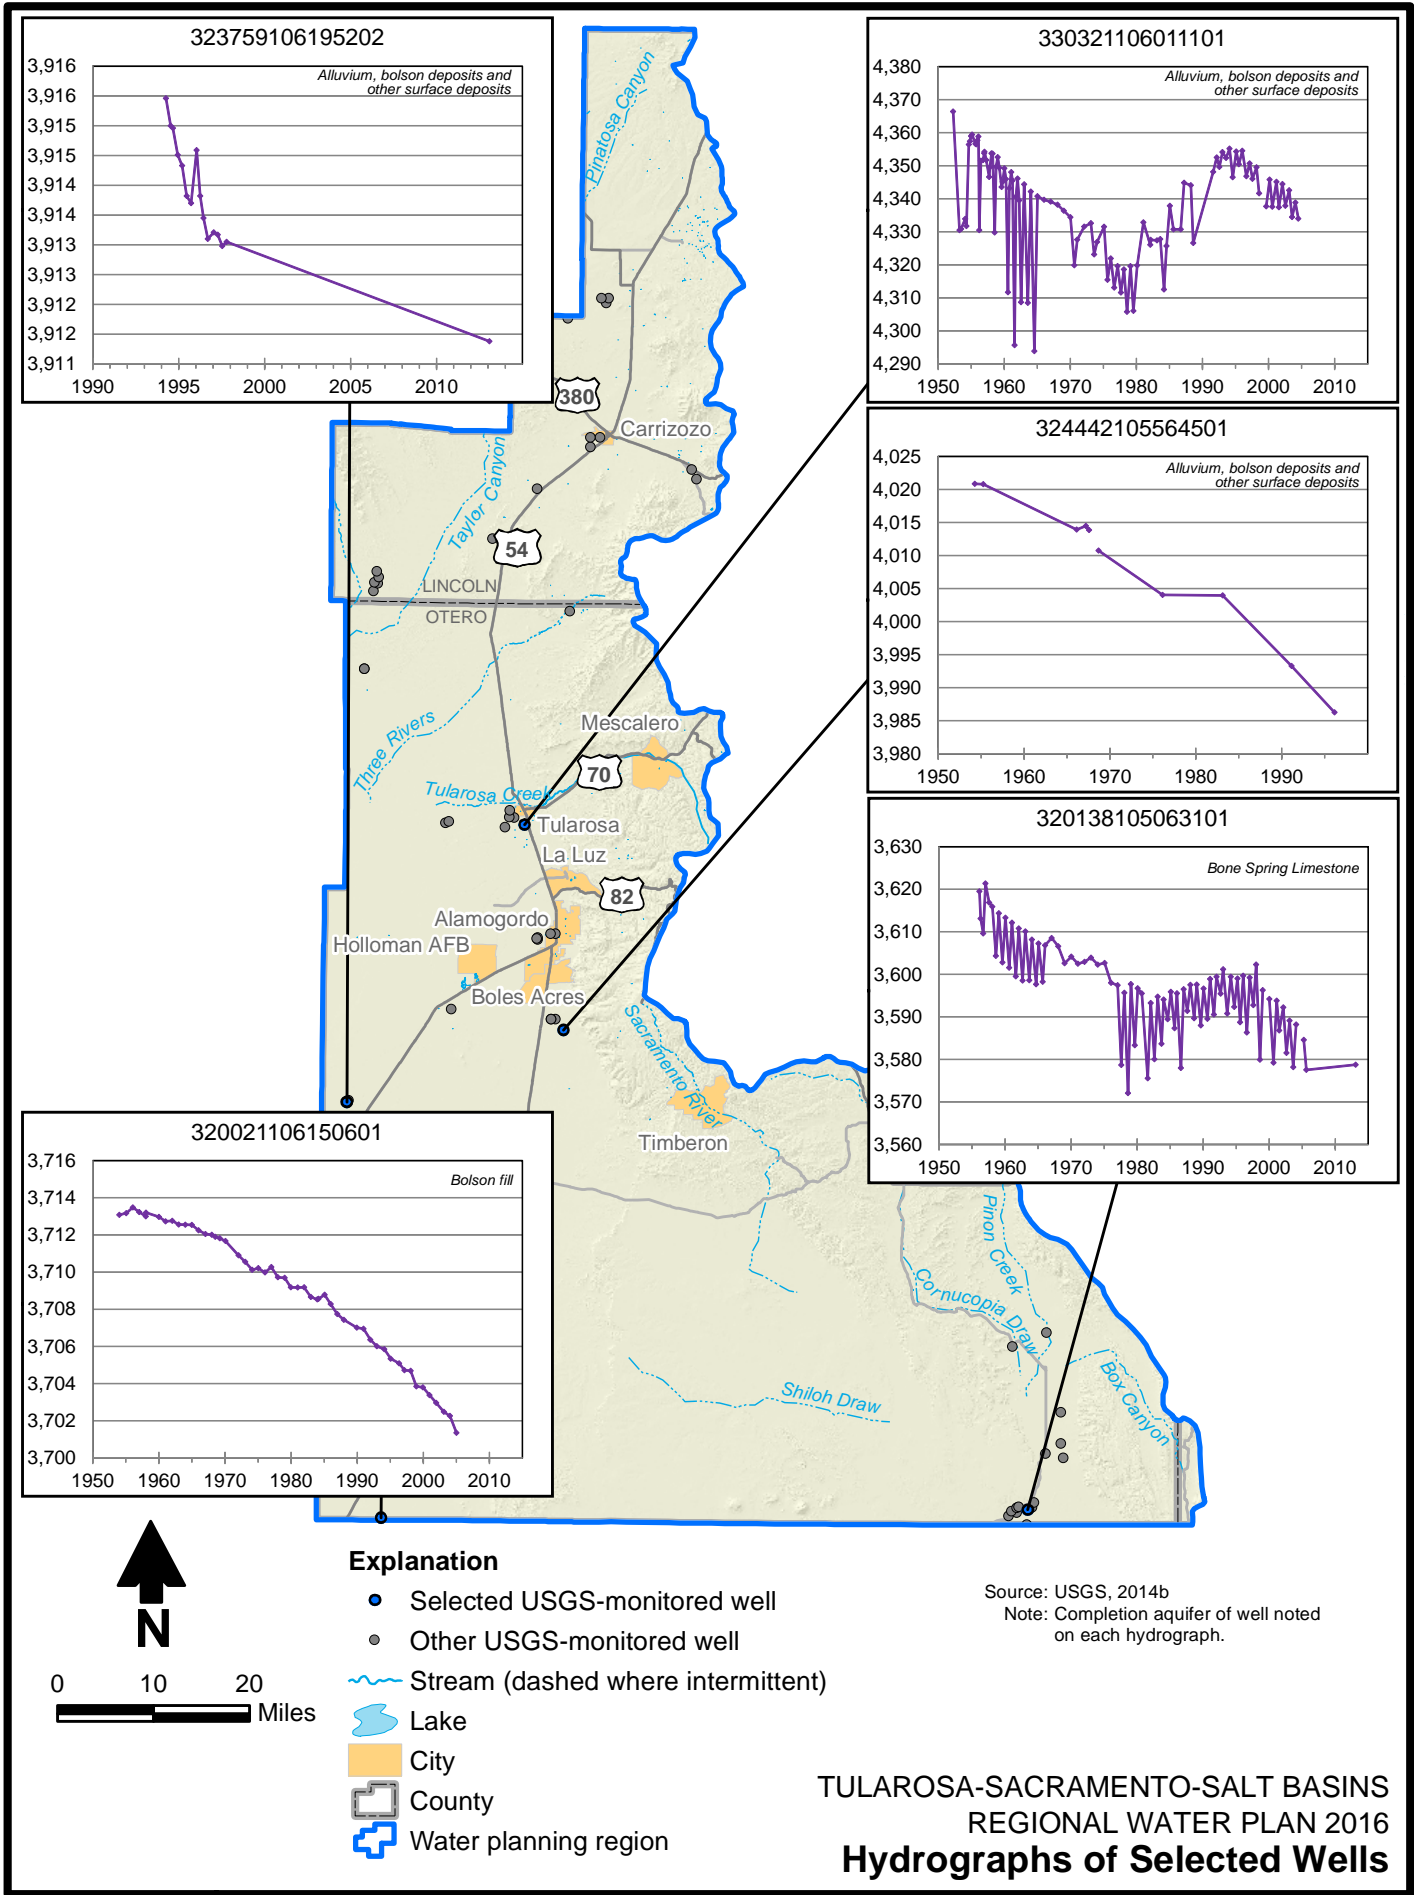 323759106195202
Alluvium, bolson deposits and
other surface deposits
3,916
3,916
3,915
3,915
3,914
3,914
3,913
3,913
3,912
3,912
3,911
1990 1995 2000 2005 2010
330321106011101
Alluvium, bolson deposits and
other surface deposits
4,380
4,370
4,360
4,350
4,340
4,330
4,320
4,310
4,300
4,290
1950 1960 1970 1980 1990 2000 2010
324442105564501
Alluvium, bolson deposits and
other surface deposits
4,025
4,020
4,015
4,010
4,005
4,000
3,995
3,990
3,985
3,980
1950 1960 1970 1980 1990
320138105063101
Bone Spring Limestone
3,630
3,620
3,610
3,600
3,590
3,580
3,570
3,560
1950 1960 1970 1980 1990 2000 2010
320021106150601
Bolson fill
3,716
3,714
3,712
3,710
3,708
3,706
3,704
3,702
3,700
1950 1960 1970 1980 1990 2000 2010
Pinatosa Canyon
380
Carrizozo
Taylor Canyon
54
LINCOLN
OTERO
Three Rivers
Mescalero
70
Tularosa Creek
Tularosa
La Luz
82
Alamogordo
Holloman AFB
Boles Acres
Sacramento River
Timberon
Pinon Creek
Cornucopia Draw
Box Canyon
Shiloh Draw
N
0 10 20
Miles
Explanation
Selected USGS-monitored well
Other USGS-monitored well
Stream (dashed where intermittent)
Lake
City
County
Water planning region
Source: USGS, 2014b
Note: Completion aquifer of well noted
on each hydrograph.
TULAROSA-SACRAMENTO-SALT BASINS
REGIONAL WATER PLAN 2016
Hydrographs of Selected Wells